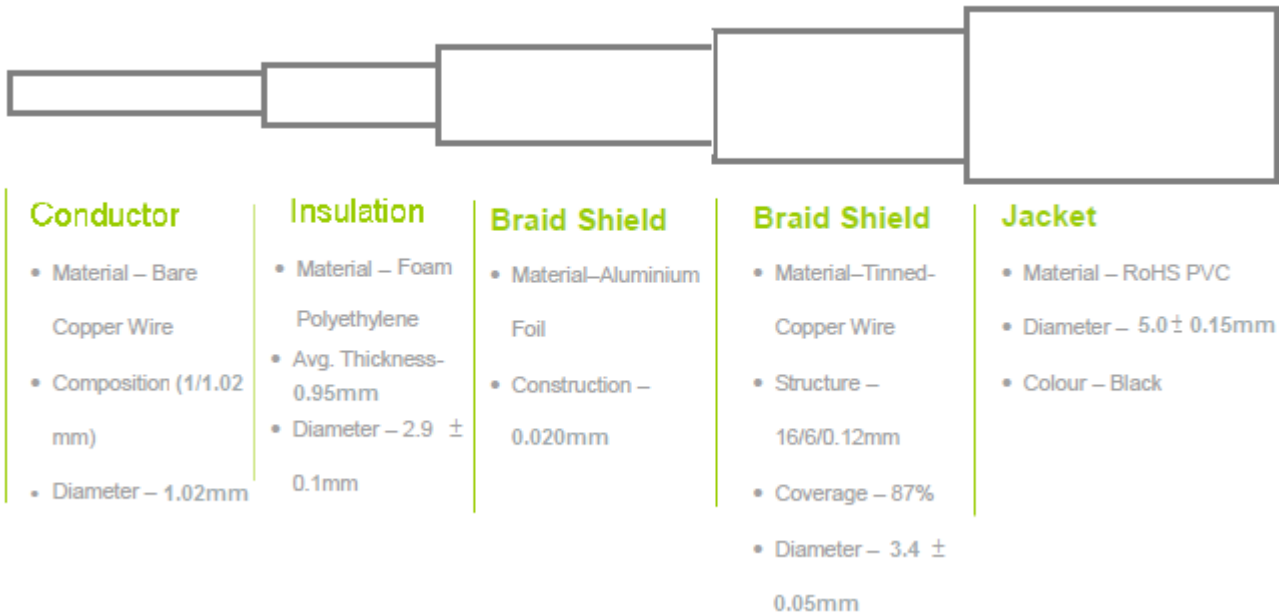 Conductor
• Material – Bare
Copper Wire
• Composition (1/1.02
mm)
• Diameter – 1.02mm
Insulation
• Material – Foam
Polyethylene
• Avg. Thickness-
0.95mm
• Diameter – 2.9 ±
0.1mm
Braid Shield
• Material–Aluminium
Foil
• Construction –
0.020mm
Braid Shield
• Material–Tinned-
Copper Wire
• Structure –
16/6/0.12mm
• Coverage – 87%
• Diameter – 3.4 ±
0.05mm
Jacket
• Material – RoHS PVC
• Diameter – 5.0 ± 0.15mm
• Colour – Black